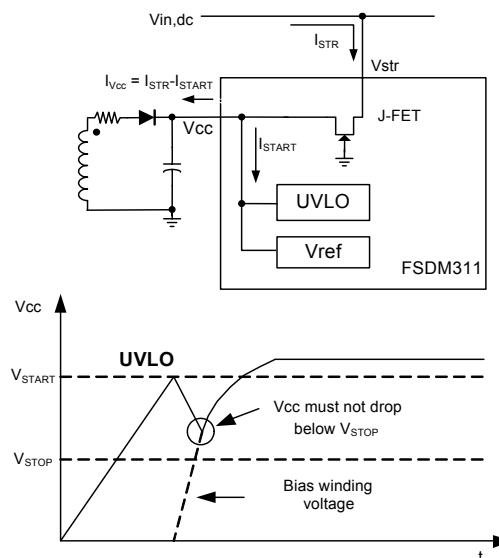 Vin,dc
ISTR
Vstr
IVcc = ISTR-ISTART
J-FET
Vcc
ISTART
UVLO
Vref
FSDM311
Vcc
UVLO
VSTART
Vcc must not drop
below VSTOP
VSTOP
Bias winding
voltage
t